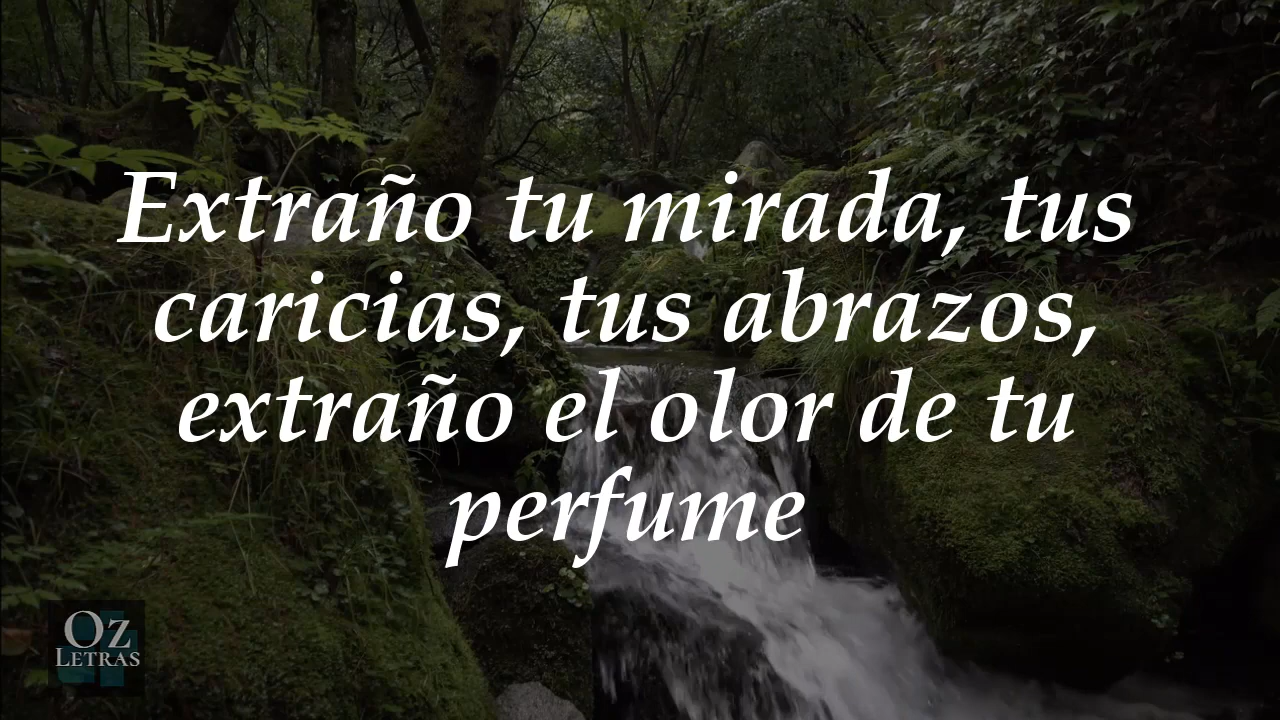 Extraño tu mirada, tus
caricias, tus abrazos,
extraño el olor de tu
perfume
Oz
LETRAS